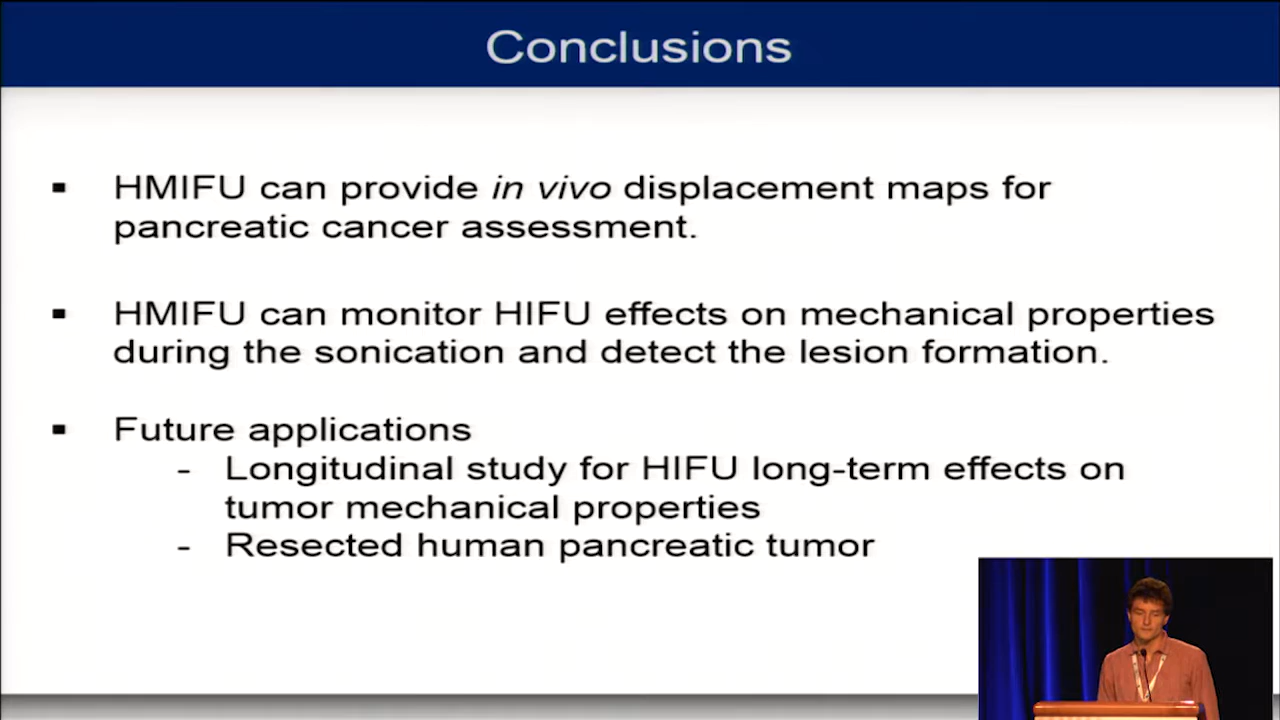 Conclusions
▪ HMIFU can provide in vivo displacement maps for
pancreatic cancer assessment.
▪ HMIFU can monitor HIFU effects on mechanical properties
during the sonication and detect the lesion formation.
▪ Future applications
- Longitudinal study for HIFU long-term effects on
tumor mechanical properties
- Resected human pancreatic tumor